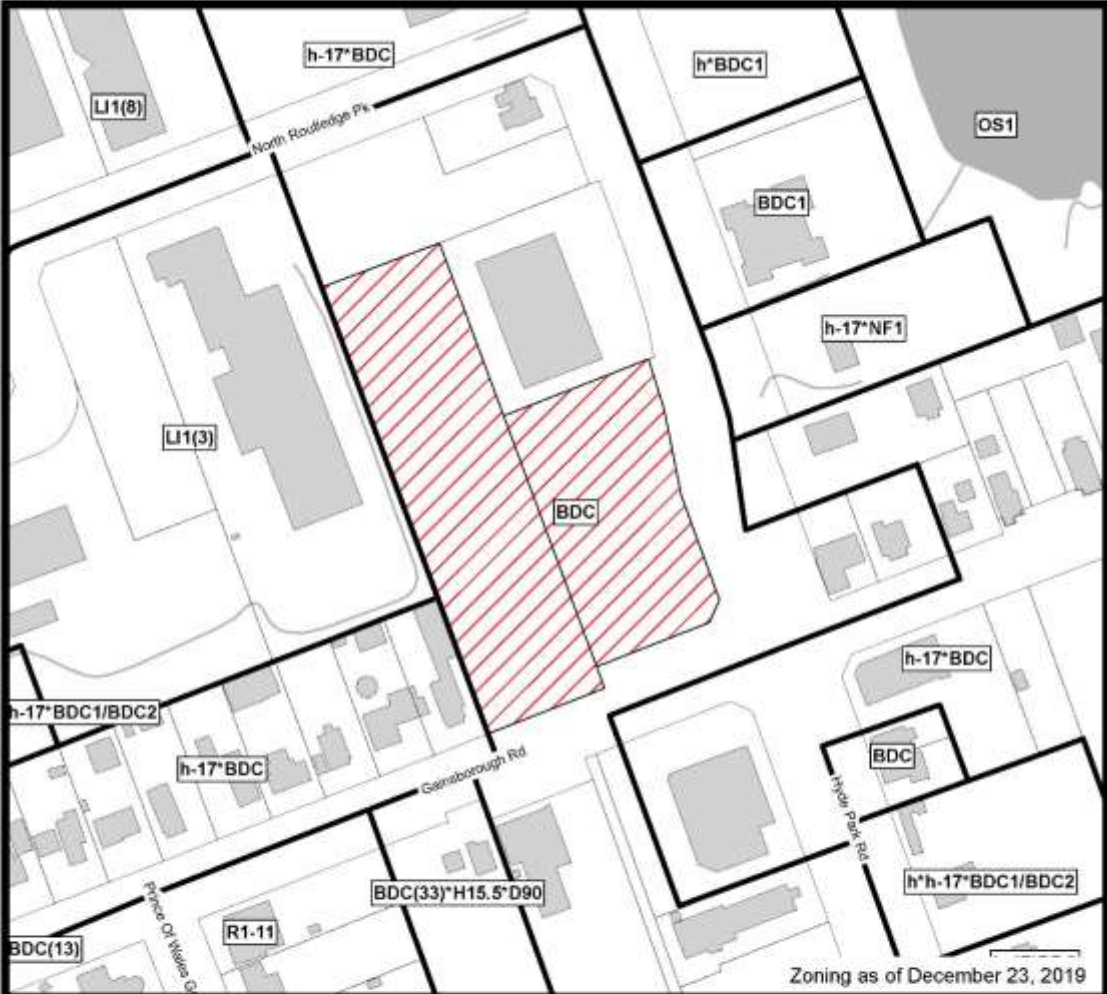 h-17*BDC
h*BDC1
LI1(8)
OS1
North Routledge Pk
BDC1
h-17*NF1
LI1(3)
BDC
h-17*BDC
h-17*BDC1/BDC2
BDC
h-17*BDC
Gainsborough Rd
Hyde Park Rd
h*h-17*BDC1/BDC2
BDC(33)*H15.5*D90
Prince Of Wales
R1-11
BDC(13)
Zoning as of December 23, 2019